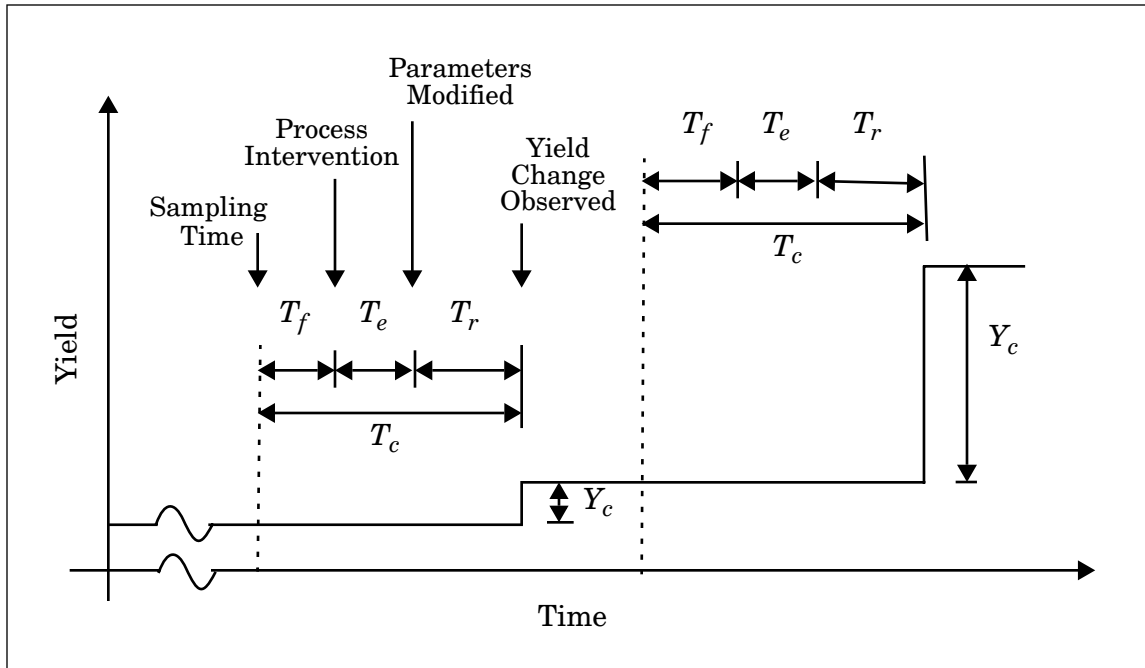 Parameters
Modified
Process
Intervention
Yield
Change
Observed
Sampling
Time
T_f T_e T_r
T_c
T_f T_e T_r
T_c
Y_c
Y_c
Yield
Time